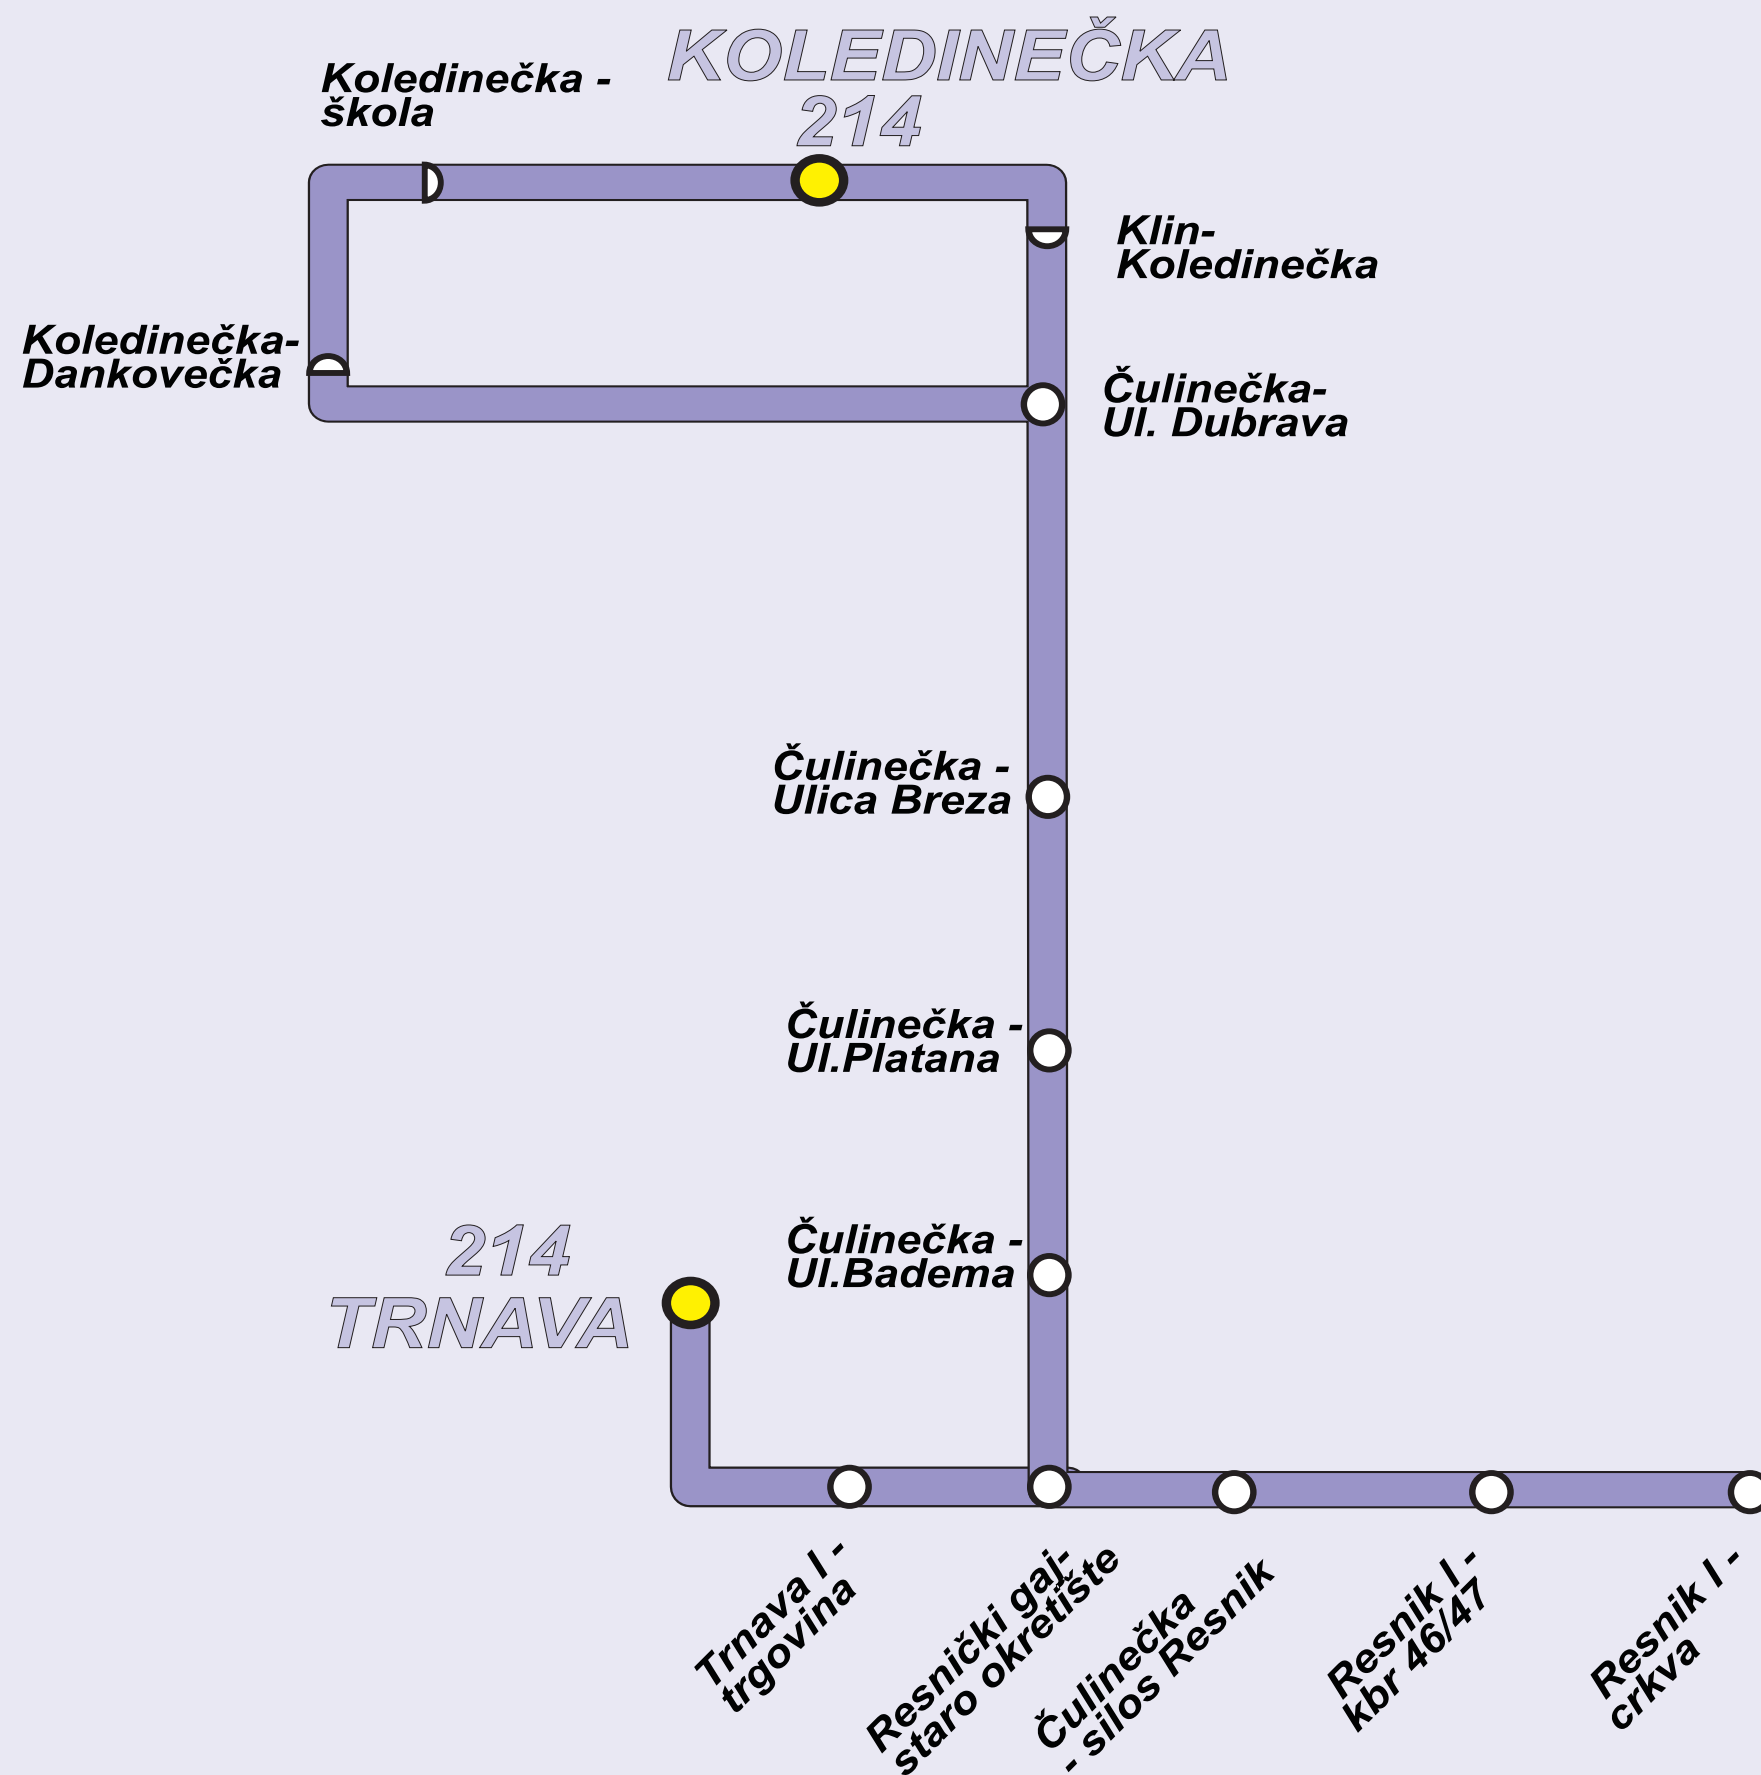 KOLEDINEČKA
214
Koledinečka -
škola
Klin-
Koledinečka
Koledinečka-
Dankovečka
Čulinečka-
Ul. Dubrava
Čulinečka -
Ulica Breza
Čulinečka -
Ul.Platana
Čulinečka -
Ul.Badema
214
TRNAVA
Trnava I -
trgovina
Resnički gaj-
staro okretište
Čulinečka
- silos Resnik
Resnik I -
kbr 46/47
Resnik I -
crkva